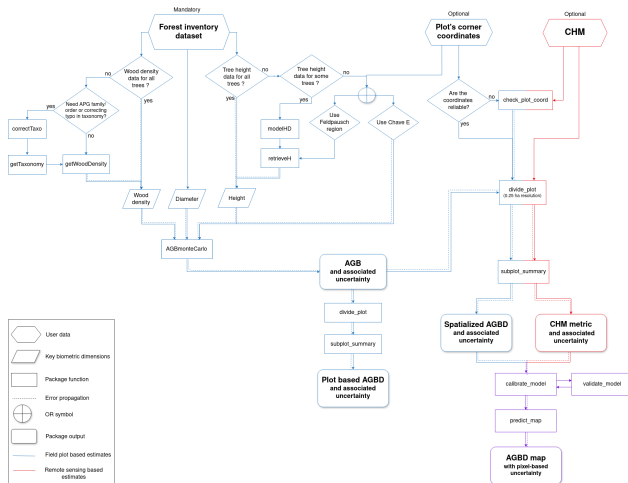 Mandatory
Forest inventory
dataset
Optional
Plot's corner
coordinates
Optional
CHM
Wood density
data for all
trees ?
no
yes
Tree height
data for all
trees ?
no
yes
Tree height
data for some
trees ?
no
yes
Need APG family/
order or correcting
typo in taxonomy?
yes
no
Are the
coordinates
reliable?
no
yes
check_plot_coord
correctTaxo
getTaxonomy
getWoodDensity
modelHD
retrieveH
Use
Feldpausch
region
Use Chave E
Wood
density
Diameter
Height
divide_plot
(0.25 ha resolution)
AGBmonteCarlo
AGB
and associated
uncertainty
subplot_summary
divide_plot
subplot_summary
Plot based AGBD
and associated
uncertainty
Spatialized AGBD
and associated
uncertainty
CHM metric
and associated
uncertainty
calibrate_model
validate_model
predict_map
AGBD map
with pixel-based
uncertainty
User data
Key biometric dimensions
Package function
Error propagation
OR symbol
Package output
Field plot based estimates
Remote sensing based
estimates